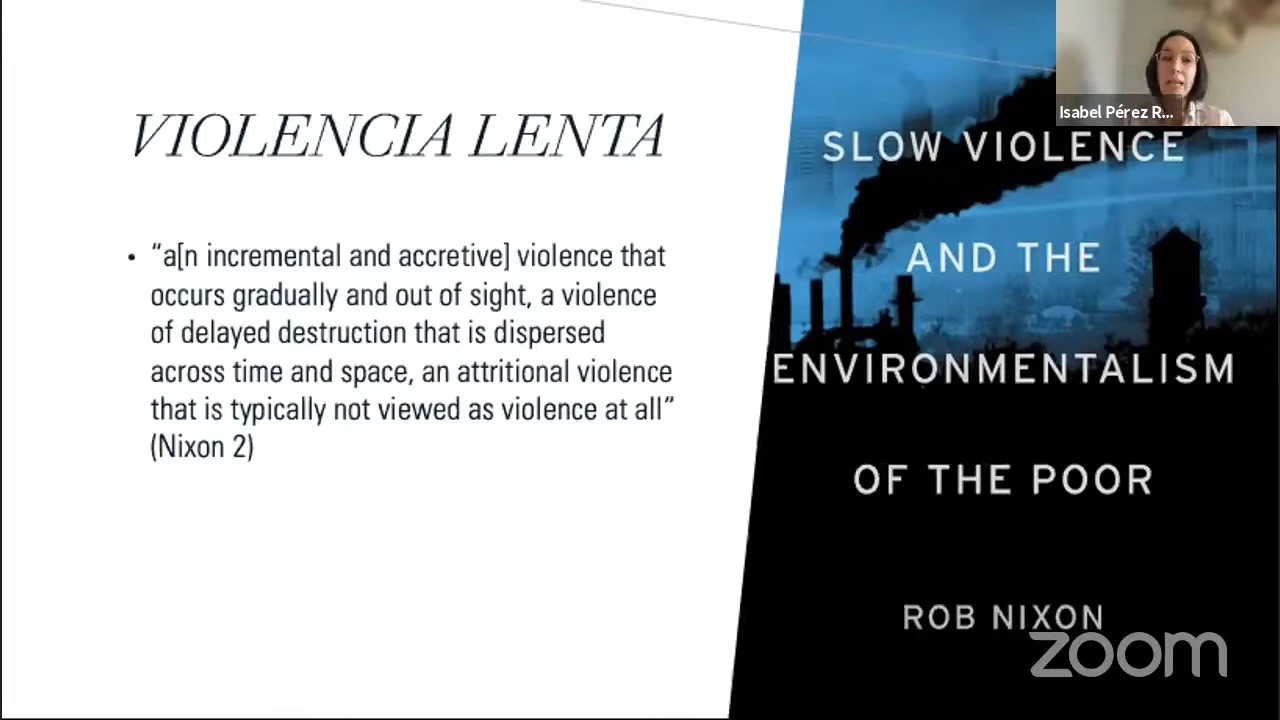 VIOLENCIA LENTA
• “a[n incremental and accretive] violence that
occurs gradually and out of sight, a violence
of delayed destruction that is dispersed
across time and space, an attritional violence
that is typically not viewed as violence at all”
(Nixon 2)
Isabel Pérez R...
SLOW VIOLENCE
AND THE
ENVIRONMENTALISM
OF THE POOR
ROB NIXON
zoom